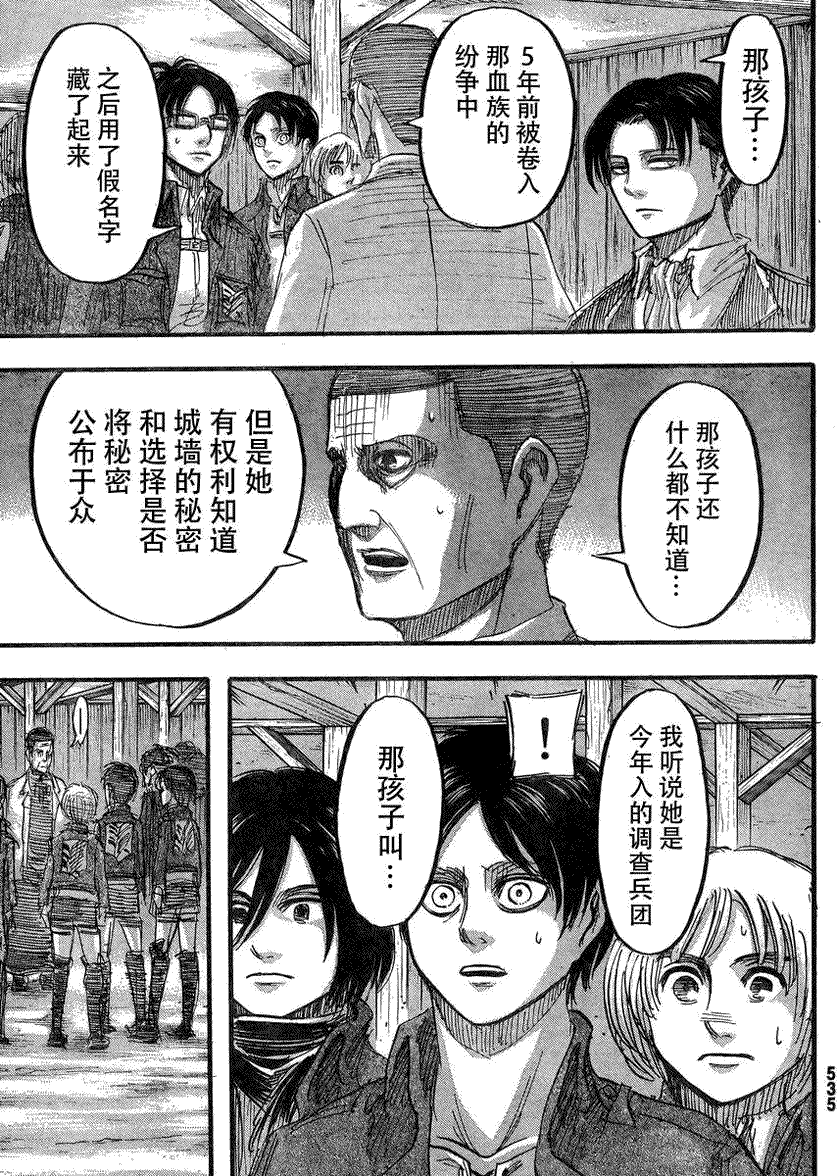 那孩子…
5年前被卷入
那血族的
纷争中
之后用了假名字
藏了起来
那孩子还
什么都不知道…
但是她
有权利知道
城墙的秘密
和选择是否
将秘密
公布于众
!
我听说她是
今年入的调查兵团
那孩子叫…
535